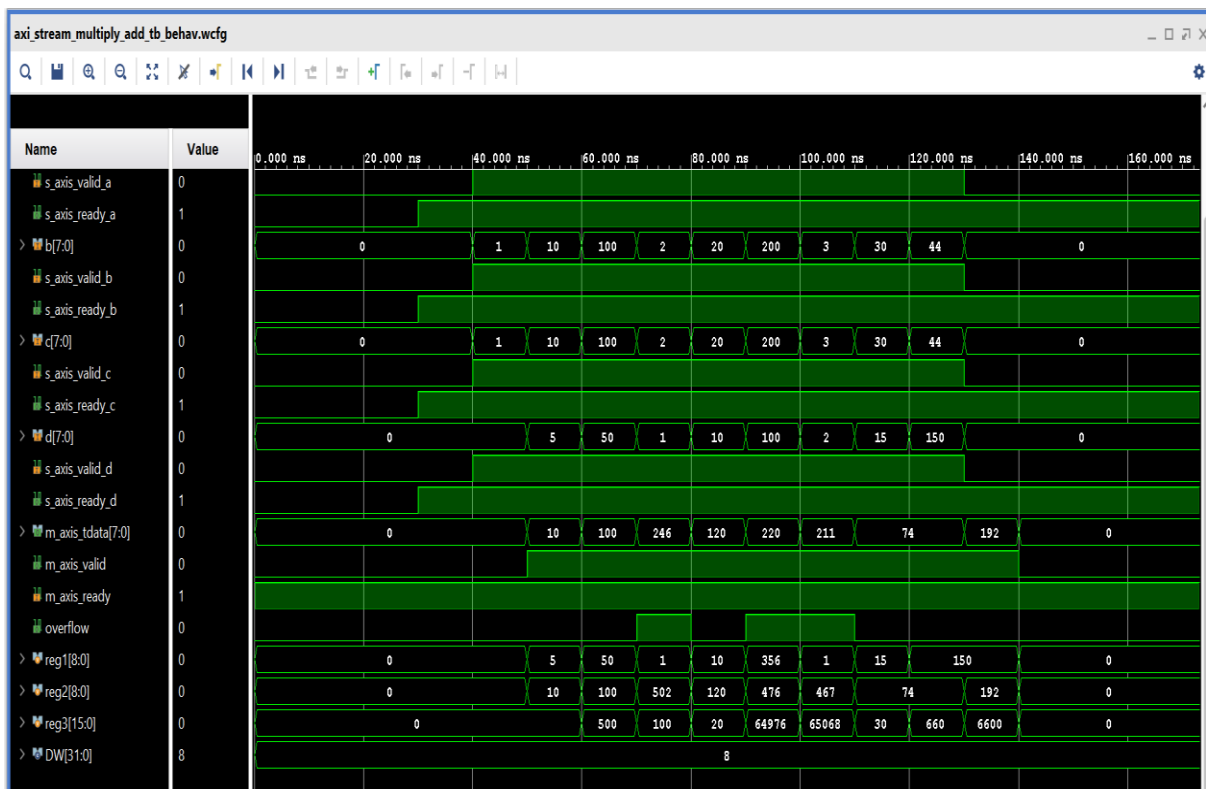 axi_stream_multiply_add_tb_behav.wcfg
Name Value 0.000 ns 20.000 ns 40.000 ns 60.000 ns 80.000 ns 100.000 ns 120.000 ns 140.000 ns 160.000 ns
s_axis_valid_a 0
s_axis_ready_a 1
b[7:0] 0 0 1 10 100 2 20 200 3 30 44 0
s_axis_valid_b 0
s_axis_ready_b 1
c[7:0] 0 0 1 10 100 2 20 200 3 30 44 0
s_axis_valid_c 0
s_axis_ready_c 1
d[7:0] 0 0 5 50 1 10 100 2 15 150 0
s_axis_valid_d 0
s_axis_ready_d 1
m_axis_tdata[7:0] 0 0 10 100 246 120 220 211 74 192 0
m_axis_valid 0
m_axis_ready 1
overflow 0
reg1[8:0] 0 0 5 50 1 10 356 1 15 150 0
reg2[8:0] 0 0 10 100 502 120 476 467 74 192 0
reg3[15:0] 0 0 500 100 20 64976 65068 30 660 6600 0
DW[31:0] 8 8